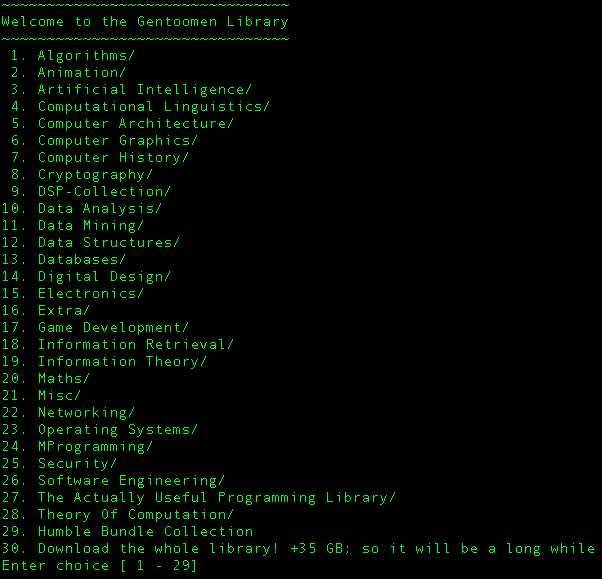 ~~~~~~~~~~~~~~~~~~~~~~~~~~~~~~~~
Welcome to the Gentoomen Library
~~~~~~~~~~~~~~~~~~~~~~~~~~~~~~~~
1. Algorithms/
2. Animation/
3. Artificial Intelligence/
4. Computational Linguistics/
5. Computer Architecture/
6. Computer Graphics/
7. Computer History/
8. Cryptography/
9. DSP-Collection/
10. Data Analysis/
11. Data Mining/
12. Data Structures/
13. Databases/
14. Digital Design/
15. Electronics/
16. Extra/
17. Game Development/
18. Information Retrieval/
19. Information Theory/
20. Maths/
21. Misc/
22. Networking/
23. Operating Systems/
24. MProgramming/
25. Security/
26. Software Engineering/
27. The Actually Useful Programming Library/
28. Theory Of Computation/
29. Humble Bundle Collection
30. Download the whole library! +35 GB; so it will be a long while
Enter choice [ 1 - 29]